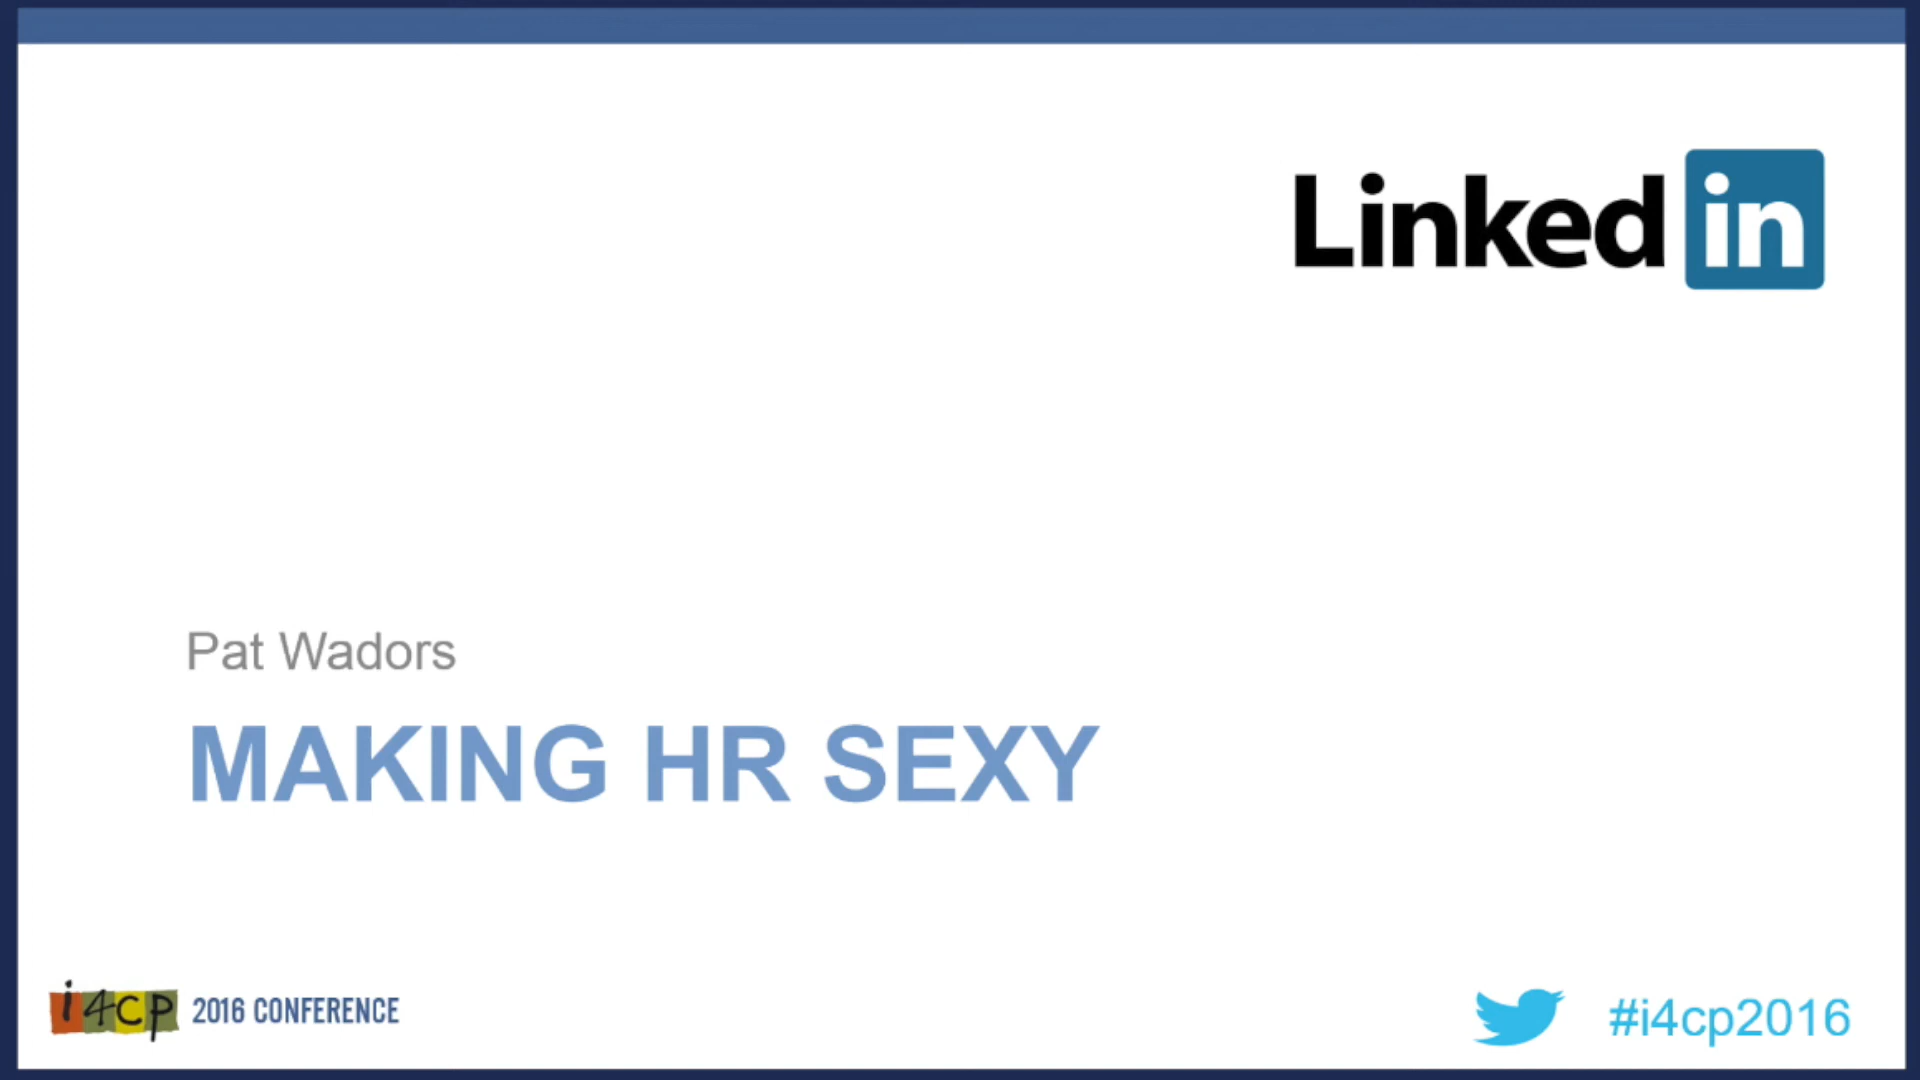 Linked in
Pat Wadors
MAKING HR SEXY
i4cp 2016 CONFERENCE
#i4cp2016